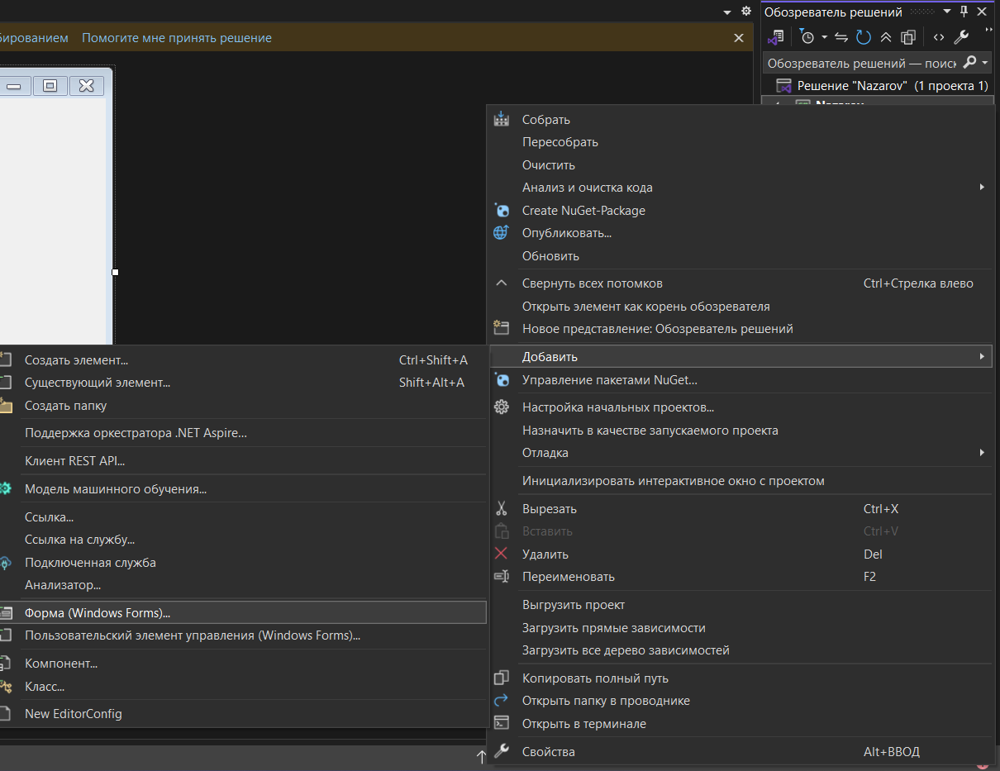 Обозреватель решений
бированием Помогите мне принять решение
Обозреватель решений — поиск
Решение "Nazarov" (1 проекта 1)
Nazarov
Собрать
Пересобрать
Очистить
Анализ и очистка кода
Create NuGet-Package
Опубликовать...
Обновить
Свернуть всех потомков Ctrl+Стрелка влево
Открыть элемент как корень обозревателя
Новое представление: Обозреватель решений
Добавить
Управление пакетами NuGet...
Настройка начальных проектов...
Назначить в качестве запускаемого проекта
Отладка
Инициализировать интерактивное окно с проектом
Вырезать Ctrl+X
Вставить Ctrl+V
Удалить Del
Переименовать F2
Выгрузить проект
Загрузить прямые зависимости
Загрузить все дерево зависимостей
Копировать полный путь
Открыть папку в проводнике
Открыть в терминале
Свойства Alt+ВВОД
Создать элемент... Ctrl+Shift+A
Существующий элемент... Shift+Alt+A
Создать папку
Поддержка оркестратора .NET Aspire...
Клиент REST API...
Модель машинного обучения...
Ссылка...
Ссылка на службу...
Подключенная служба
Анализатор...
Форма (Windows Forms)...
Пользовательский элемент управления (Windows Forms)...
Компонент...
Класс...
New EditorConfig